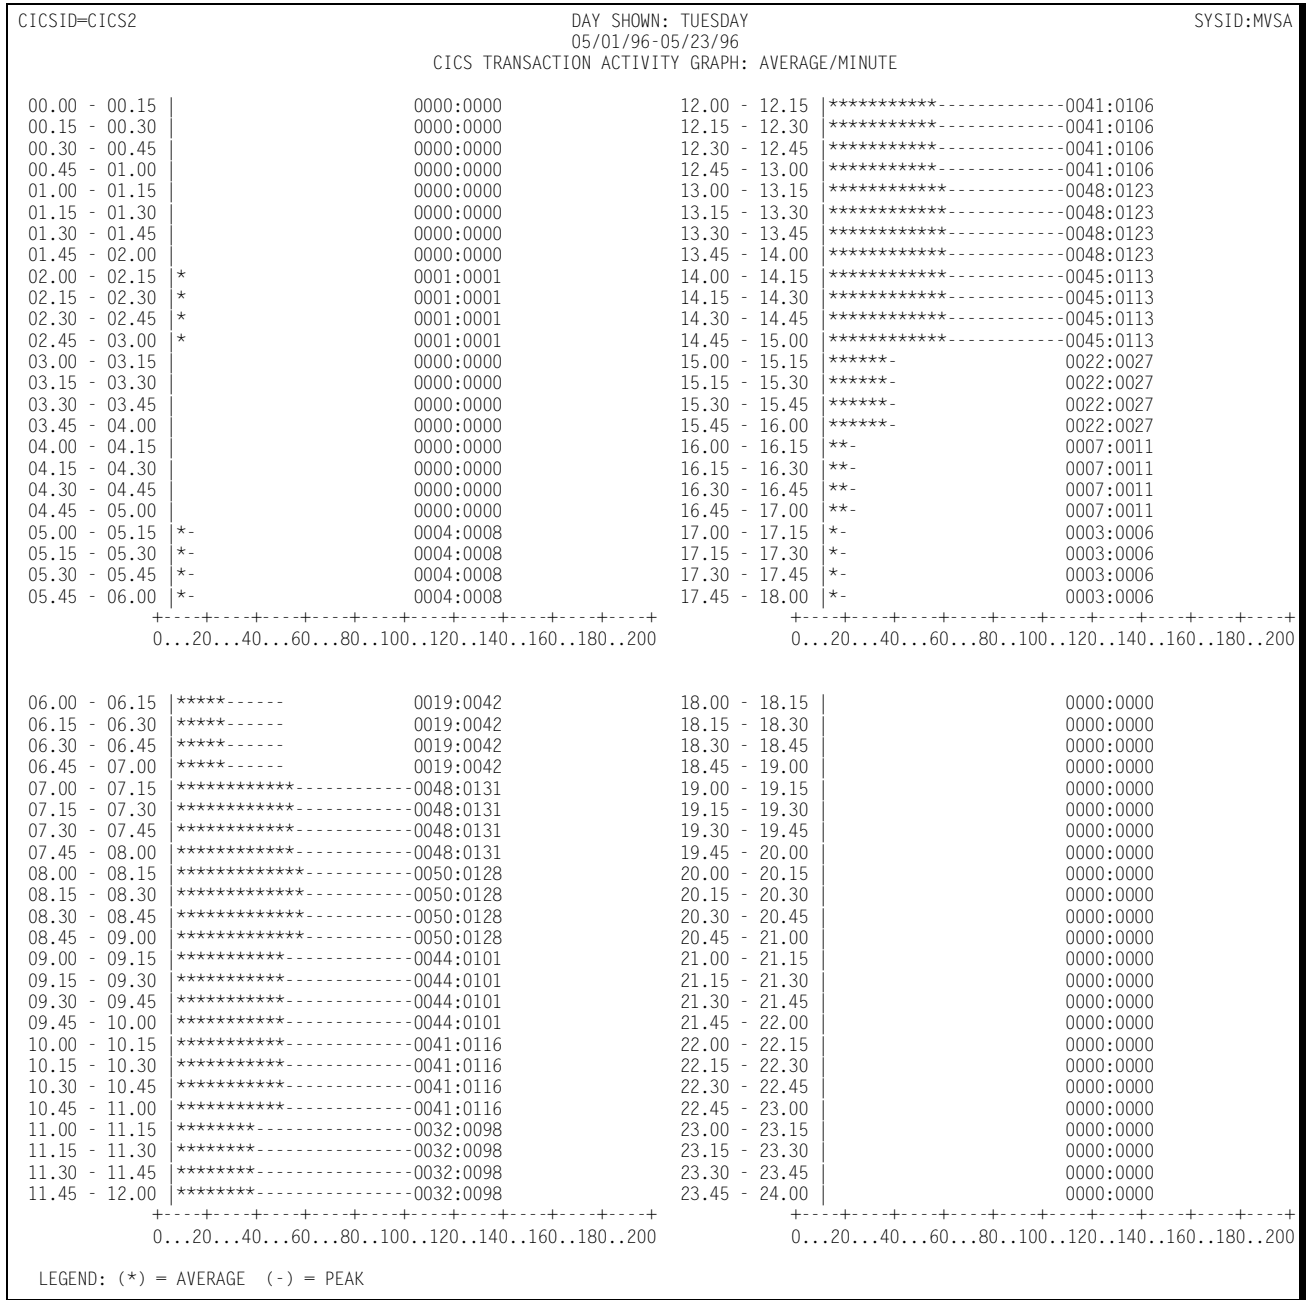 CICSID=CICS2 DAY SHOWN: TUESDAY SYSID:MVSA
05/01/96-05/23/96
CICS TRANSACTION ACTIVITY GRAPH: AVERAGE/MINUTE
00.00 - 00.15 | 0000:0000 12.00 - 12.15 |***********-------------0041:0106
00.15 - 00.30 | 0000:0000 12.15 - 12.30 |***********-------------0041:0106
00.30 - 00.45 | 0000:0000 12.30 - 12.45 |***********-------------0041:0106
00.45 - 01.00 | 0000:0000 12.45 - 13.00 |***********-------------0041:0106
01.00 - 01.15 | 0000:0000 13.00 - 13.15 |************------------0048:0123
01.15 - 01.30 | 0000:0000 13.15 - 13.30 |************------------0048:0123
01.30 - 01.45 | 0000:0000 13.30 - 13.45 |************------------0048:0123
01.45 - 02.00 | 0000:0000 13.45 - 14.00 |************------------0048:0123
02.00 - 02.15 |* 0001:0001 14.00 - 14.15 |************------------0045:0113
02.15 - 02.30 |* 0001:0001 14.15 - 14.30 |************------------0045:0113
02.30 - 02.45 |* 0001:0001 14.30 - 14.45 |************------------0045:0113
02.45 - 03.00 |* 0001:0001 14.45 - 15.00 |************------------0045:0113
03.00 - 03.15 | 0000:0000 15.00 - 15.15 |******- 0022:0027
03.15 - 03.30 | 0000:0000 15.15 - 15.30 |******- 0022:0027
03.30 - 03.45 | 0000:0000 15.30 - 15.45 |******- 0022:0027
03.45 - 04.00 | 0000:0000 15.45 - 16.00 |******- 0022:0027
04.00 - 04.15 | 0000:0000 16.00 - 16.15 |**- 0007:0011
04.15 - 04.30 | 0000:0000 16.15 - 16.30 |**- 0007:0011
04.30 - 04.45 | 0000:0000 16.30 - 16.45 |**- 0007:0011
04.45 - 05.00 | 0000:0000 16.45 - 17.00 |**- 0007:0011
05.00 - 05.15 |*- 0004:0008 17.00 - 17.15 |*- 0003:0006
05.15 - 05.30 |*- 0004:0008 17.15 - 17.30 |*- 0003:0006
05.30 - 05.45 |*- 0004:0008 17.30 - 17.45 |*- 0003:0006
05.45 - 06.00 |*- 0004:0008 17.45 - 18.00 |*- 0003:0006
+----+----+----+----+----+----+----+----+----+----+ +----+----+----+----+----+----+----+----+----+----+
0...20...40...60...80..100..120..140..160..180..200 0...20...40...60...80..100..120..140..160..180..200
06.00 - 06.15 |*****------ 0019:0042 18.00 - 18.15 | 0000:0000
06.15 - 06.30 |*****------ 0019:0042 18.15 - 18.30 | 0000:0000
06.30 - 06.45 |*****------ 0019:0042 18.30 - 18.45 | 0000:0000
06.45 - 07.00 |*****------ 0019:0042 18.45 - 19.00 | 0000:0000
07.00 - 07.15 |************------------0048:0131 19.00 - 19.15 | 0000:0000
07.15 - 07.30 |************------------0048:0131 19.15 - 19.30 | 0000:0000
07.30 - 07.45 |************------------0048:0131 19.30 - 19.45 | 0000:0000
07.45 - 08.00 |************------------0048:0131 19.45 - 20.00 | 0000:0000
08.00 - 08.15 |*************-----------0050:0128 20.00 - 20.15 | 0000:0000
08.15 - 08.30 |*************-----------0050:0128 20.15 - 20.30 | 0000:0000
08.30 - 08.45 |*************-----------0050:0128 20.30 - 20.45 | 0000:0000
08.45 - 09.00 |*************-----------0050:0128 20.45 - 21.00 | 0000:0000
09.00 - 09.15 |***********-------------0044:0101 21.00 - 21.15 | 0000:0000
09.15 - 09.30 |***********-------------0044:0101 21.15 - 21.30 | 0000:0000
09.30 - 09.45 |***********-------------0044:0101 21.30 - 21.45 | 0000:0000
09.45 - 10.00 |***********-------------0044:0101 21.45 - 22.00 | 0000:0000
10.00 - 10.15 |***********-------------0041:0116 22.00 - 22.15 | 0000:0000
10.15 - 10.30 |***********-------------0041:0116 22.15 - 22.30 | 0000:0000
10.30 - 10.45 |***********-------------0041:0116 22.30 - 22.45 | 0000:0000
10.45 - 11.00 |***********-------------0041:0116 22.45 - 23.00 | 0000:0000
11.00 - 11.15 |********----------------0032:0098 23.00 - 23.15 | 0000:0000
11.15 - 11.30 |********----------------0032:0098 23.15 - 23.30 | 0000:0000
11.30 - 11.45 |********----------------0032:0098 23.30 - 23.45 | 0000:0000
11.45 - 12.00 |********----------------0032:0098 23.45 - 24.00 | 0000:0000
+----+----+----+----+----+----+----+----+----+----+ +----+----+----+----+----+----+----+----+----+----+
0...20...40...60...80..100..120..140..160..180..200 0...20...40...60...80..100..120..140..160..180..200
LEGEND: (*) = AVERAGE (-) = PEAK